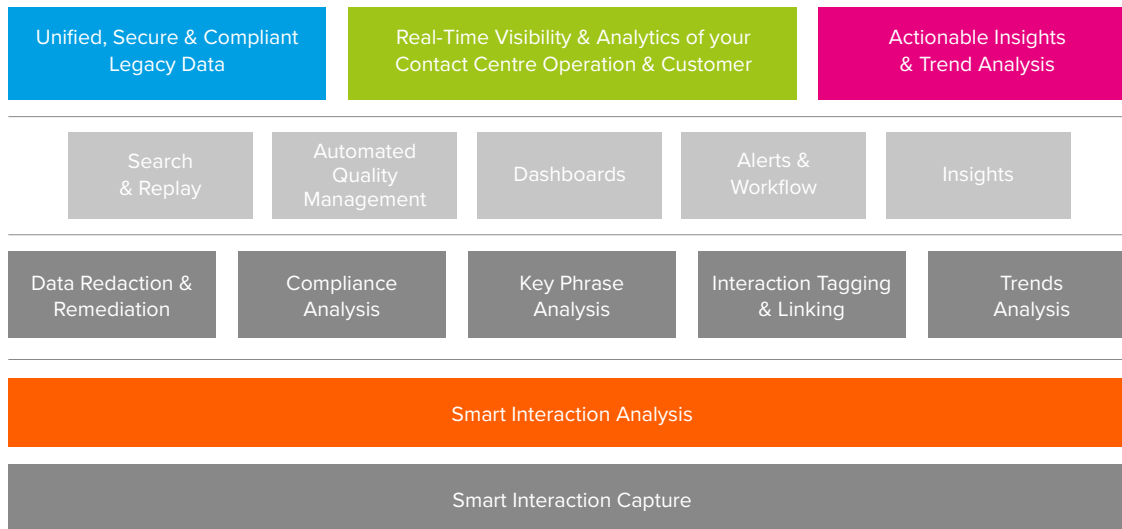 Unified, Secure & Compliant
Legacy Data
Real-Time Visibility & Analytics of your
Contact Centre Operation & Customer
Actionable Insights
& Trend Analysis
Search
& Replay
Automated
Quality
Management
Dashboards
Alerts &
Workflow
Insights
Data Redaction &
Remediation
Compliance
Analysis
Key Phrase
Analysis
Interaction Tagging
& Linking
Trends
Analysis
Smart Interaction Analysis
Smart Interaction Capture